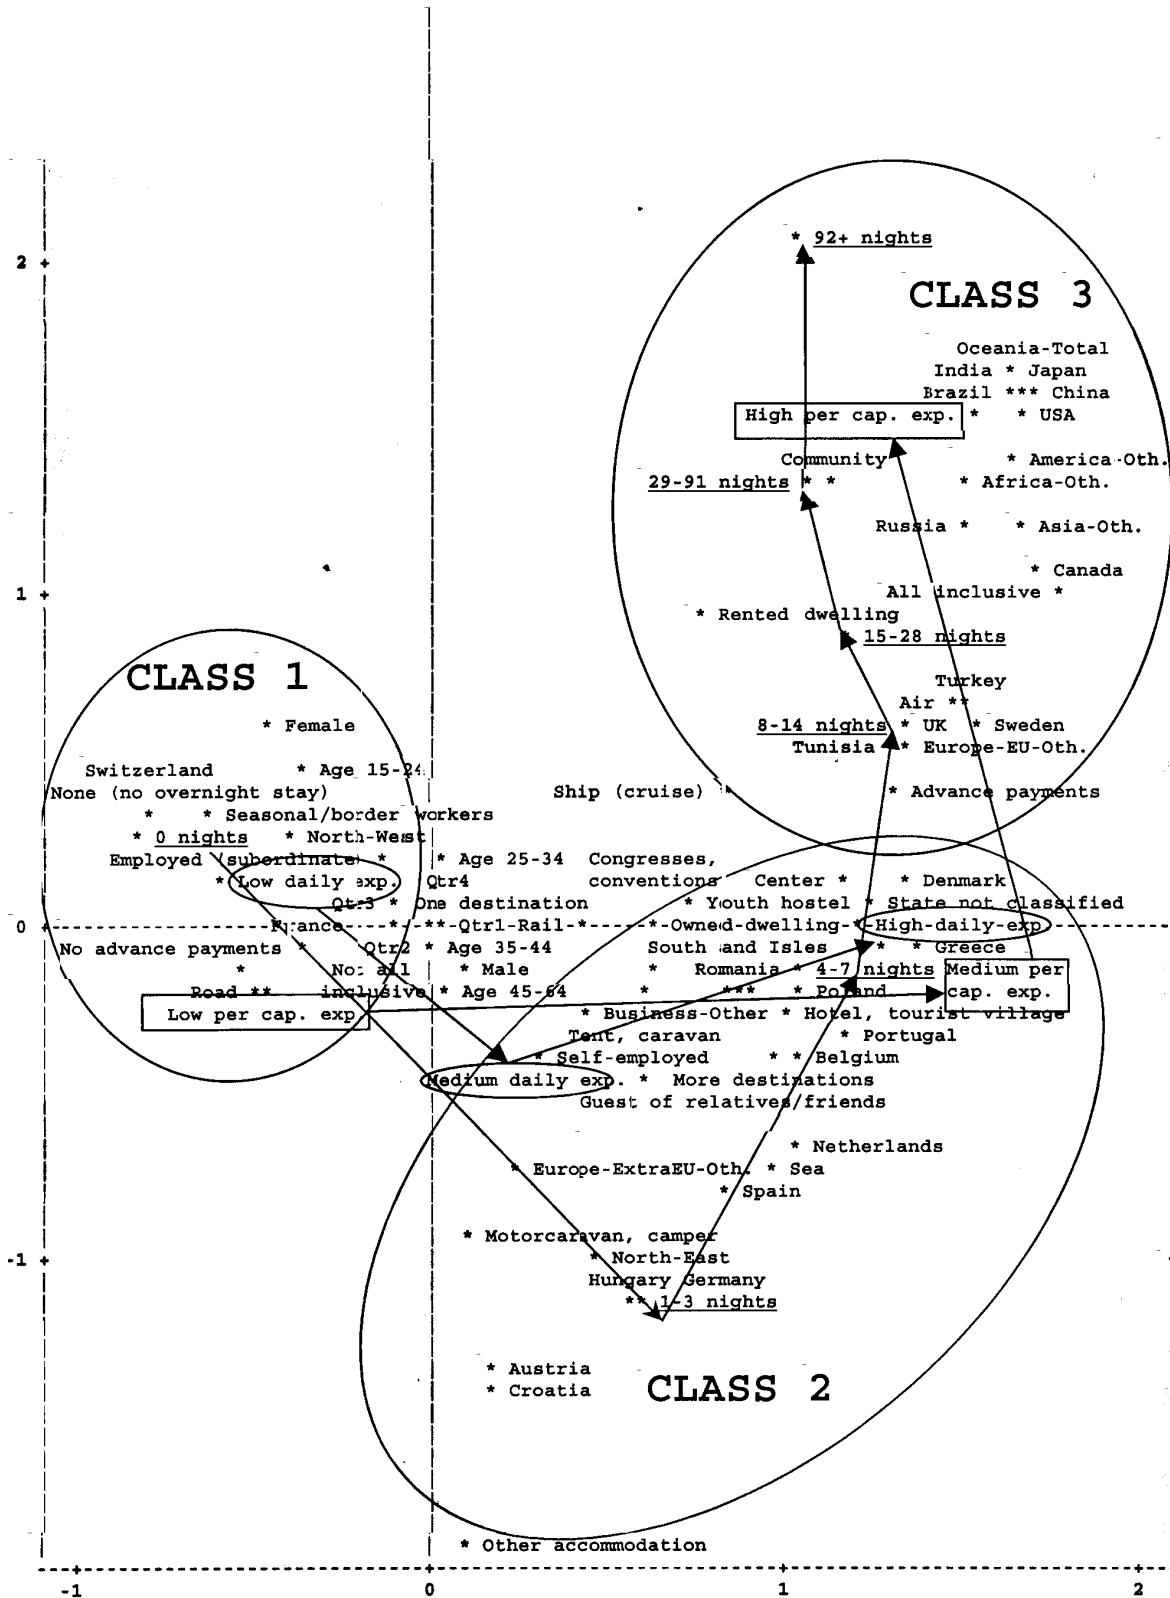 * 92+ nights
2 +
CLASS 3
Oceania-Total
India * Japan
Brazil *** China
High per cap. exp. * * USA
Community * America-Oth.
29-91 nights * * * Africa-Oth.
Russia * * Asia-Oth.
* Canada
1 + All inclusive *
* Rented dwelling
15-28 nights
CLASS 1
Turkey
Air **
* Female 8-14 nights * UK * Sweden
Tunisia * Europe-EU-Oth.
Switzerland * Age 15-24
None (no overnight stay) Ship (cruise) * Advance payments
* * Seasonal/border workers
* 0 nights * North-West
Employed (subordinate) * * Age 25-34 Congresses,
* Low daily exp. Qtr4 conventions Center * * Denmark
Qtr3 * One destination * Youth hostel * State not classified
0 France * ** Qtr1-Rail-* *-Owned-dwelling-* High-daily-exp
No advance payments * Qtr2 * Age 35-44 South and Isles * * Greece
* Not all * Male * Romania * 4-7 nights Medium per
Road ** inclusive * Age 45-64 * *** * Poland cap. exp.
Low per cap. exp * Business-Other * Hotel, tourist village
Tent, caravan * Portugal
* Self-employed * * Belgium
Medium daily exp. * More destinations
Guest of relatives/friends
* Netherlands
* Europe-ExtraEU-Oth. * Sea
* Spain
* Motorcaravan, camper
-1 + * North-East
Hungary Germany
** 1-3 nights
* Austria
* Croatia
CLASS 2
* Other accommodation
-1 0 1 2